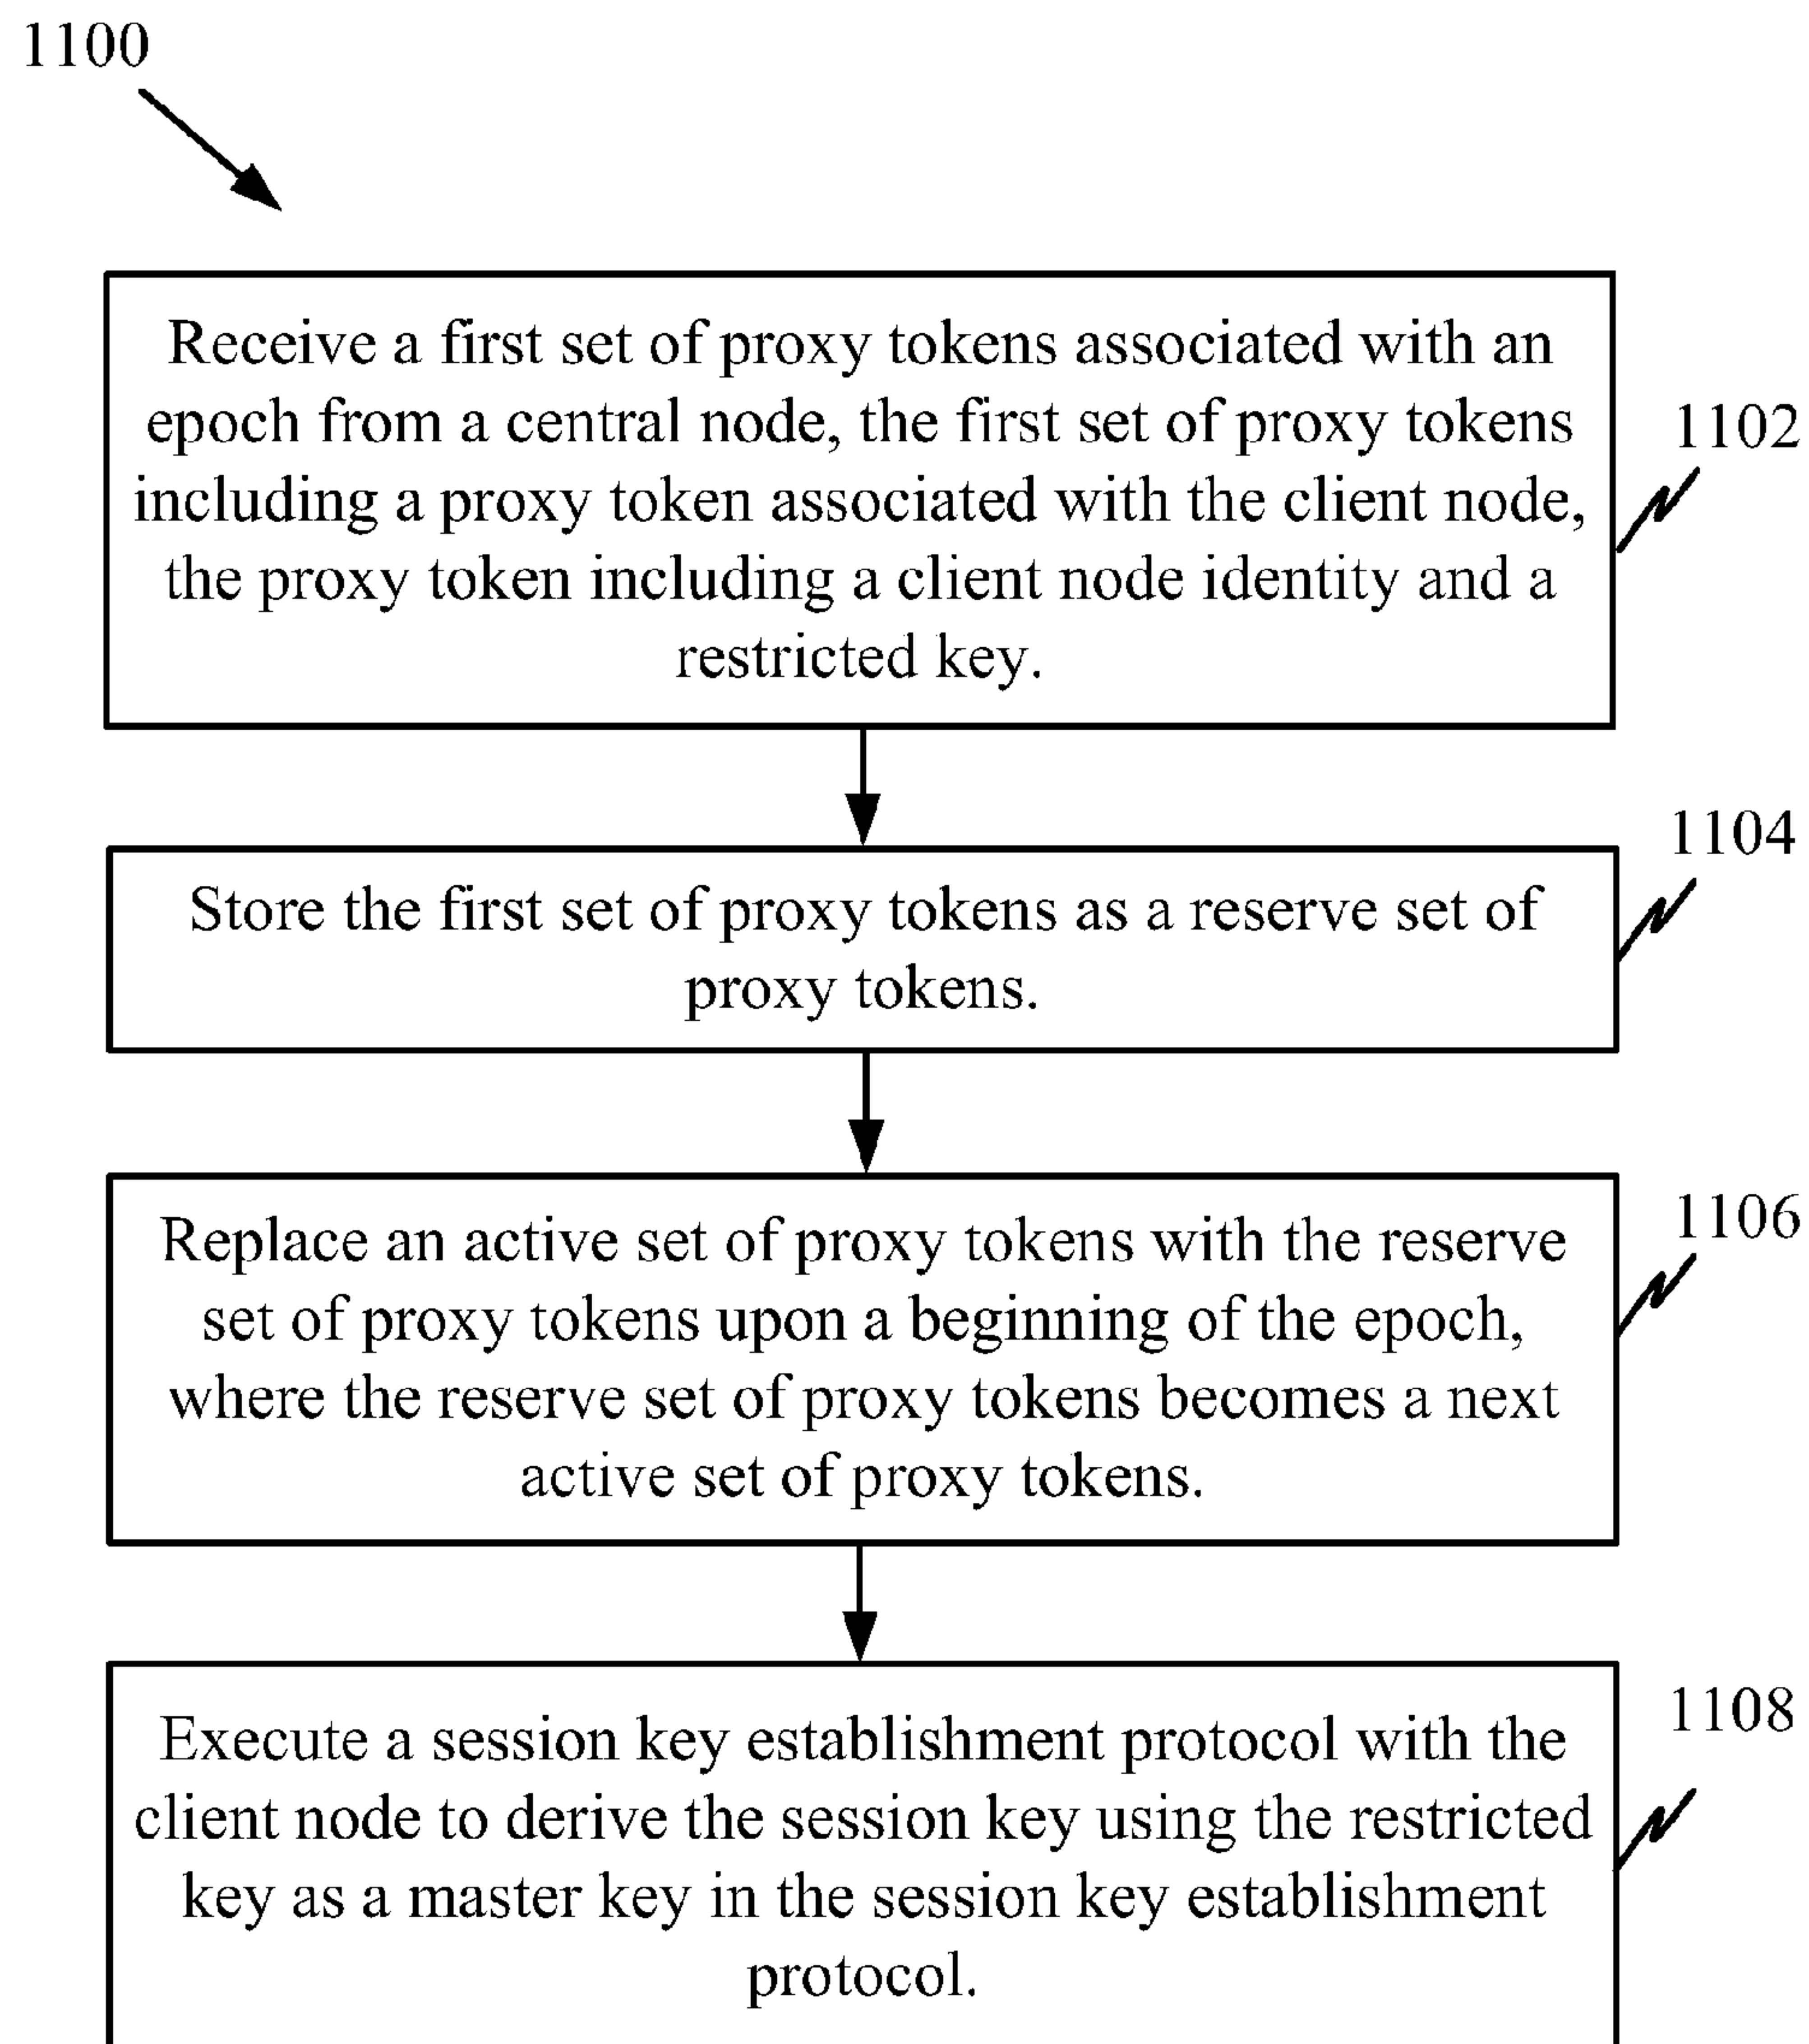 1100
Receive a first set of proxy tokens associated with an
epoch from a central node, the first set of proxy tokens
including a proxy token associated with the client node,
the proxy token including a client node identity and a
restricted key.
1102
Store the first set of proxy tokens as a reserve set of
proxy tokens.
1104
Replace an active set of proxy tokens with the reserve
set of proxy tokens upon a beginning of the epoch,
where the reserve set of proxy tokens becomes a next
active set of proxy tokens.
1106
Execute a session key establishment protocol with the
client node to derive the session key using the restricted
key as a master key in the session key establishment
protocol.
1108